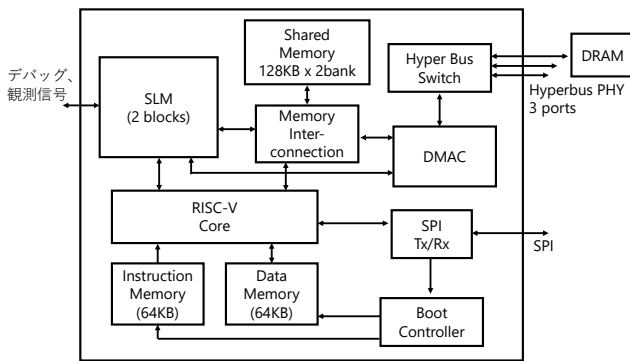 Shared
Memory
128KB x 2bank
Hyper Bus
Switch
DRAM
デバッグ、
観測信号
SLM
(2 blocks)
Hyperbus PHY
3 ports
Memory
Inter-
connection
DMAC
RISC-V
Core
SPI
Tx/Rx
SPI
Instruction
Memory
(64KB)
Data
Memory
(64KB)
Boot
Controller